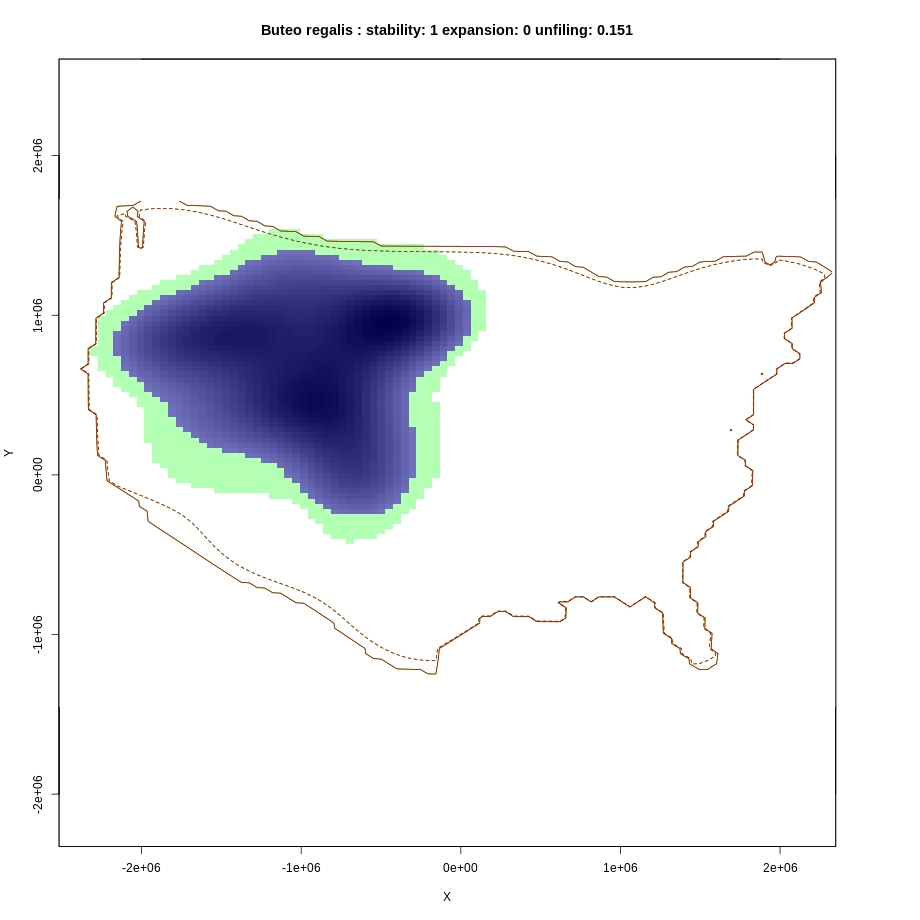 Buteo regalis : stability: 1 expansion: 0 unfiling: 0.151
2e+06
1e+06
0e+00
-1e+06
-2e+06
Y
-2e+06 -1e+06 0e+00 1e+06 2e+06
X